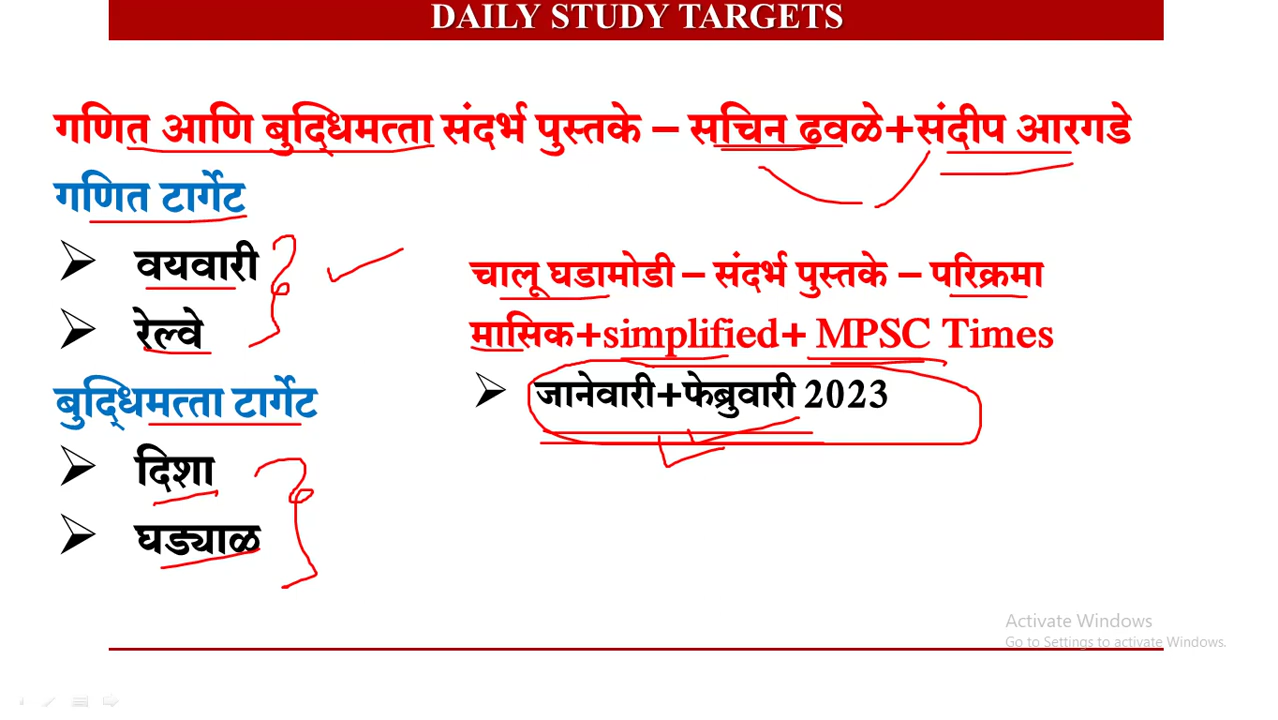 DAILY STUDY TARGETS
गणित आणि बुद्धिमत्ता संदर्भ पुस्तके – सचिन ढवळे+संदीप आरगडे
गणित टार्गेट
वयवारी
रेल्वे
बुद्धिमत्ता टार्गेट
दिशा
घड्याळ
चालू घडामोडी – संदर्भ पुस्तके – परिक्रमा
मासिक+simplified+ MPSC Times
जानेवारी+फेब्रुवारी 2023
Activate Windows
Go to Settings to activate Windows.